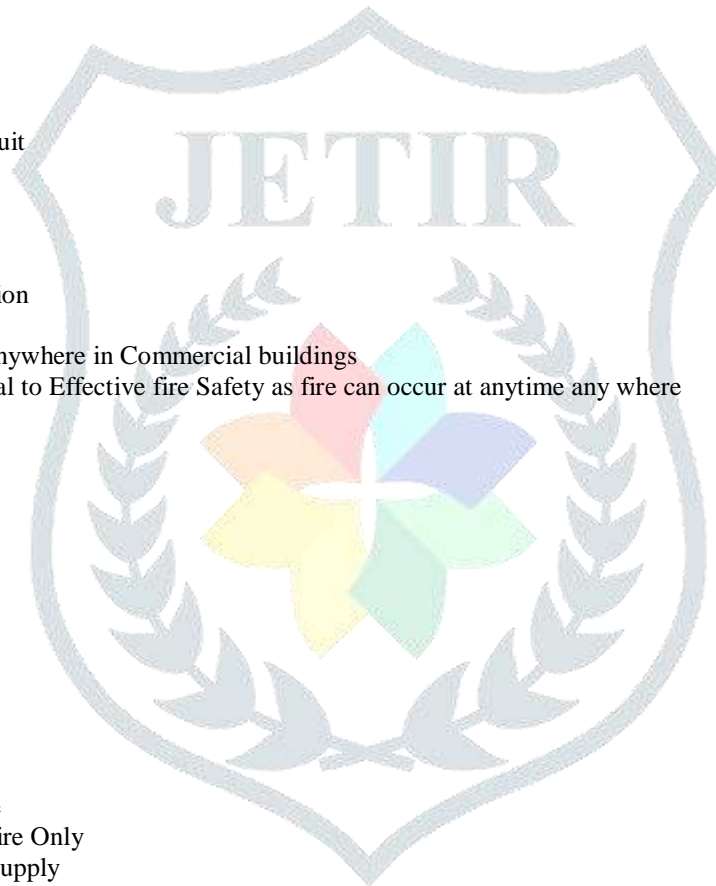 uit
JETIR
ion
nywhere in Commercial buildings
al to Effective fire Safety as fire can occur at anytime any where
ire Only
upply